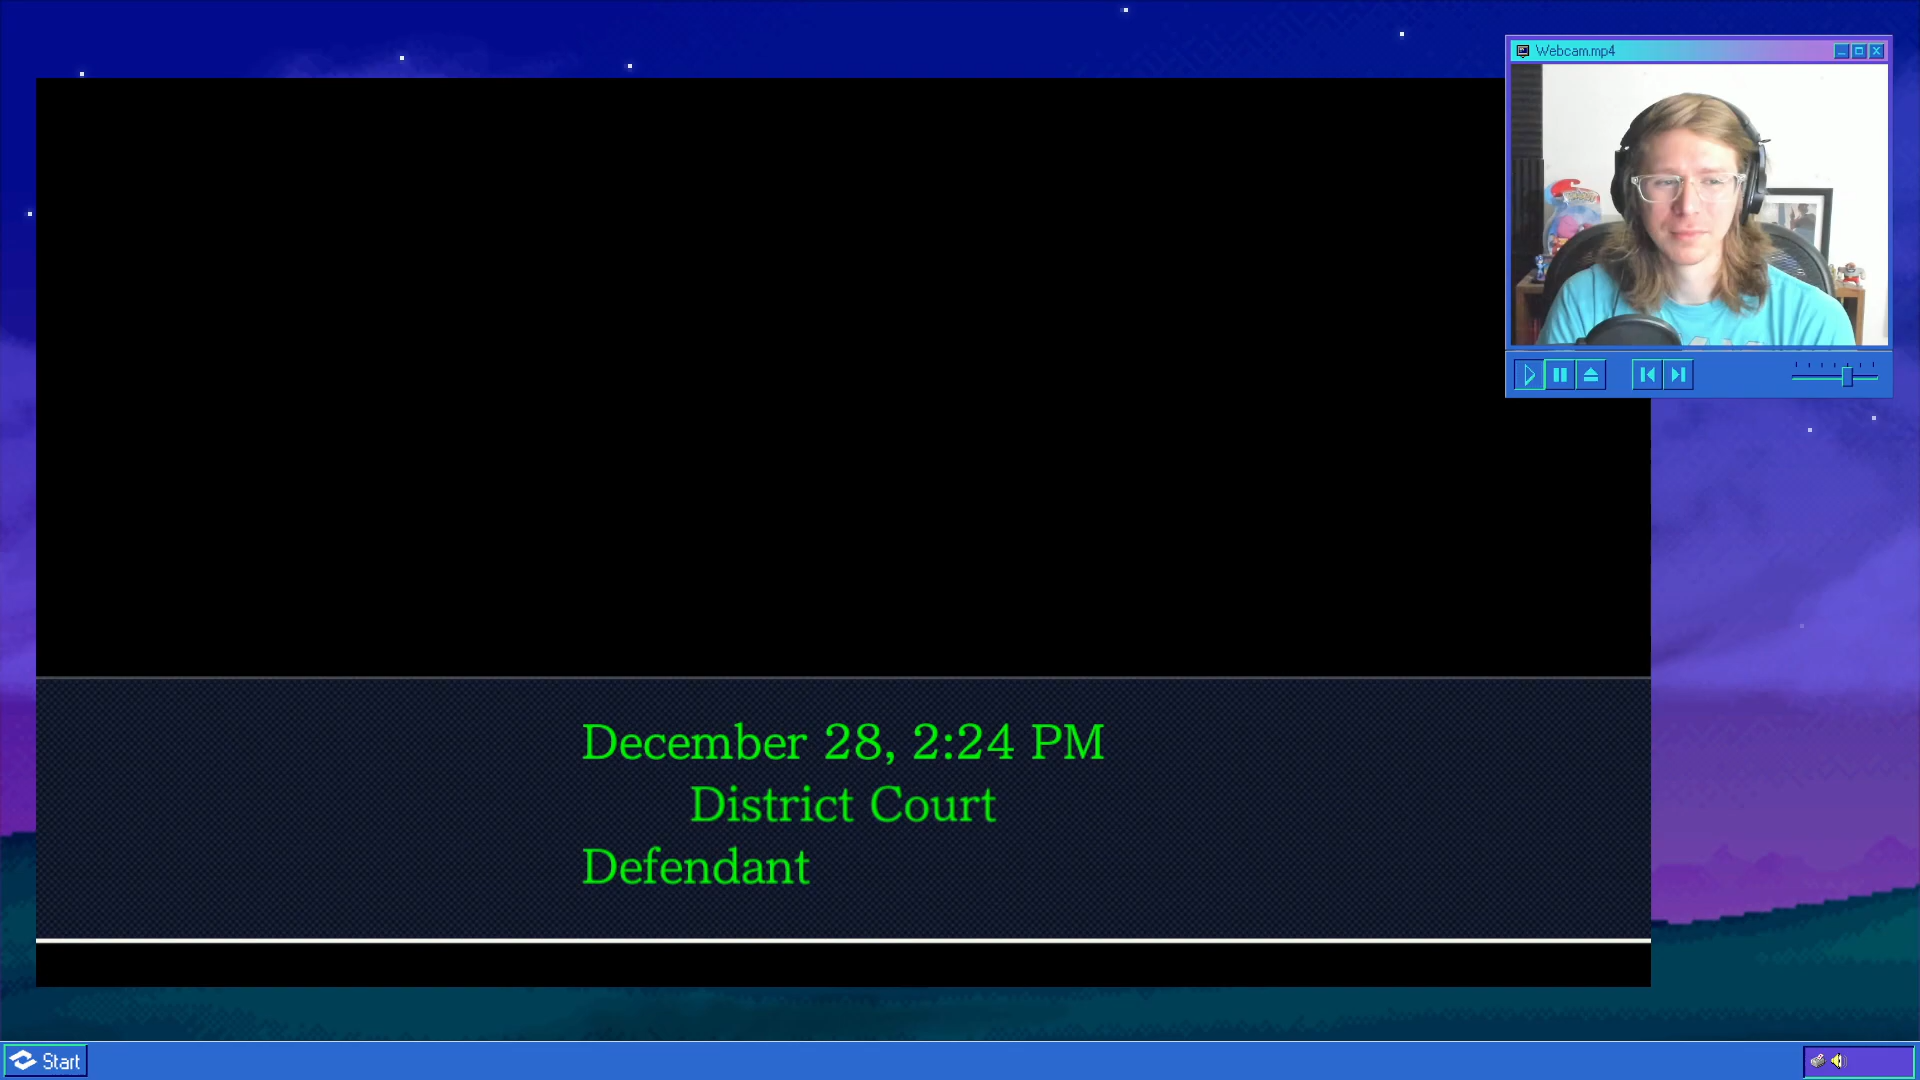 Webcam.mp4
December 28, 2:24 PM
District Court
Defendant
Start